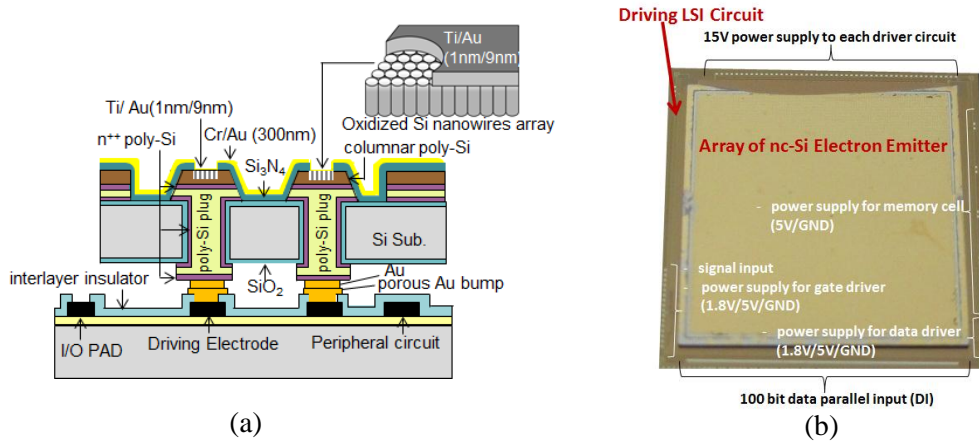 Ti/Au
(1nm/9nm)
Ti/ Au(1nm/9nm)
n++ poly-Si
Cr/Au (300nm)
Oxidized Si nanowires array
columnar poly-Si
Si3N4
poly-Si plug
poly-Si plug
Si Sub.
interlayer insulator
SiO2
Au
porous Au bump
I/O PAD
Driving Electrode
Peripheral circuit
(a)
Driving LSI Circuit
15V power supply to each driver circuit
Array of nc-Si Electron Emitter
- power supply for memory cell
(5V/GND)
- signal input
- power supply for gate driver
(1.8V/5V/GND)
- power supply for data driver
(1.8V/5V/GND)
100 bit data parallel input (DI)
(b)